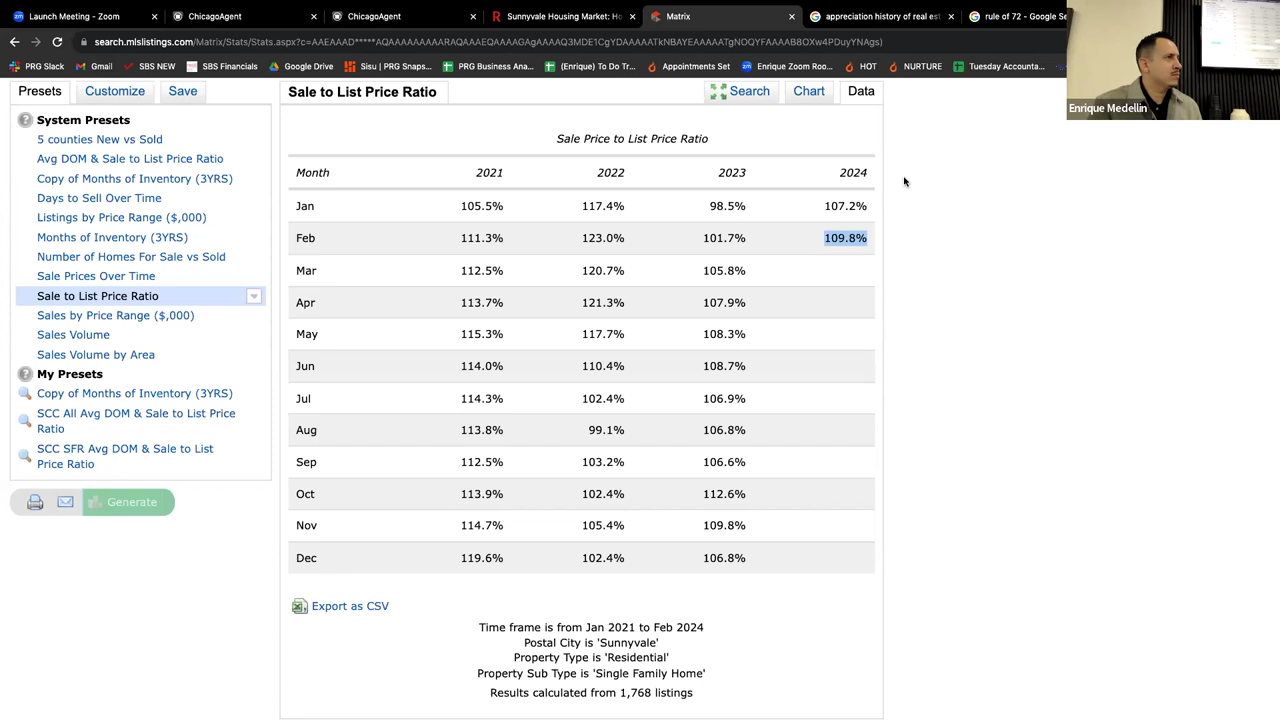 Launch Meeting - Zoom
ChicagoAgent
ChicagoAgent
Sunnyvale Housing Market: Ho
Matrix
appreciation history of real est
rule of 72 - Google Se
search.mlslistings.com/Matrix/Stats/Stats.aspx?c=AAEAAAD*****AQAAAAAAAAARAQAAAEQAAAAGAgAAAAQ3MDE1CgYDAAAAATkNBAYEAAAAATgNOQYFAAAAB8OXw4PDuyYNAgs)
PRG Slack
Gmail
SBS NEW
SBS Financials
Google Drive
Sisu | PRG Snaps...
PRG Business Ana...
(Eric) To Do Tr...
Appointments Set
Enrique Zoom Roo...
HOT
NURTURE
Tuesday Accounta...
Enrique Medellin
Presets
Customize
Save
System Presets
5 counties New vs Sold
Avg DOM & Sale to List Price Ratio
Copy of Months of Inventory (3YRS)
Days to Sell Over Time
Listings by Price Range ($,000)
Months of Inventory (3YRS)
Number of Homes For Sale vs Sold
Sale Prices Over Time
Sale to List Price Ratio
Sales by Price Range ($,000)
Sales Volume
Sales Volume by Area
My Presets
Copy of Months of Inventory (3YRS)
SCC All Avg DOM & Sale to List Price
Ratio
SCC SFR Avg DOM & Sale to List
Price Ratio
Generate
Sale to List Price Ratio
Search
Chart
Data
Sale Price to List Price Ratio
Month 2021 2022 2023 2024
Jan 105.5% 117.4% 98.5% 107.2%
Feb 111.3% 123.0% 101.7% 109.8%
Mar 112.5% 120.7% 105.8%
Apr 113.7% 121.3% 107.9%
May 115.3% 117.7% 108.3%
Jun 114.0% 110.4% 108.7%
Jul 114.3% 102.4% 106.9%
Aug 113.8% 99.1% 106.8%
Sep 112.5% 103.2% 106.6%
Oct 113.9% 102.4% 112.6%
Nov 114.7% 105.4% 109.8%
Dec 119.6% 102.4% 106.8%
Export as CSV
Time frame is from Jan 2021 to Feb 2024
Postal City is 'Sunnyvale'
Property Type is 'Residential'
Property Sub Type is 'Single Family Home'
Results calculated from 1,768 listings